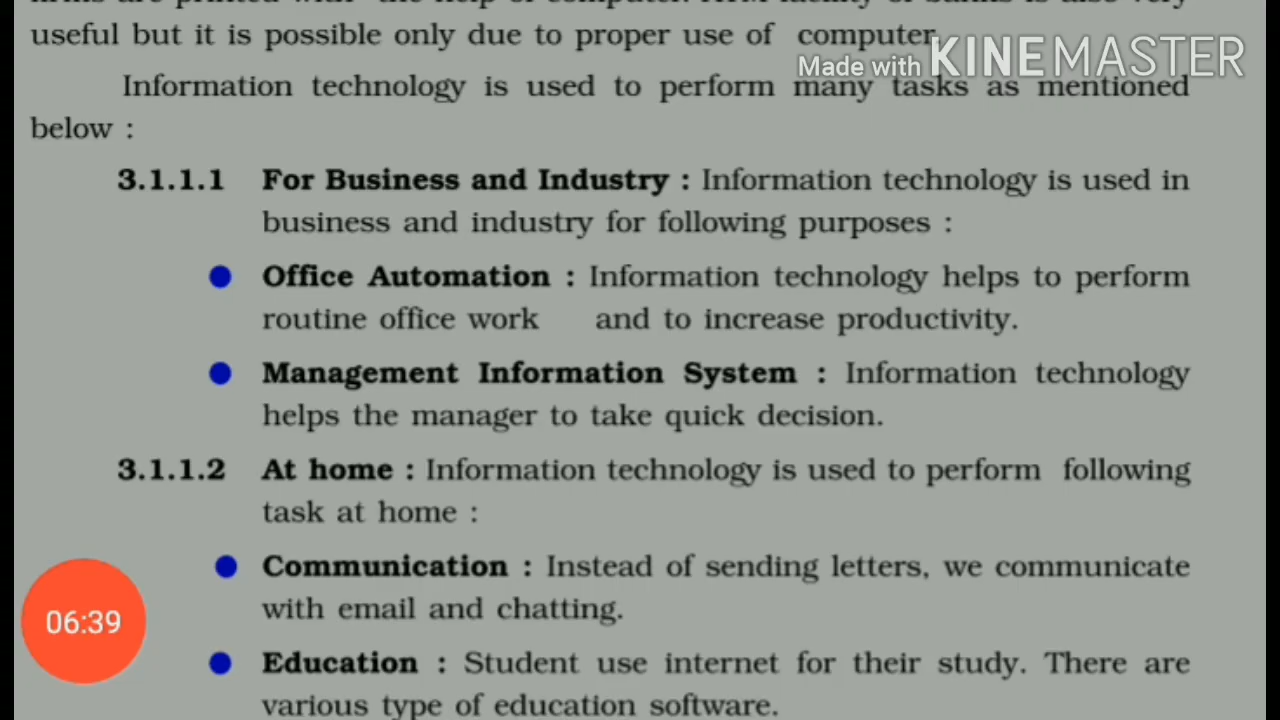 useful but it is possible only due to proper use of computer.
Made with KINEMASTER
Information technology is used to perform many tasks as mentioned
below :
3.1.1.1 For Business and Industry : Information technology is used in
business and industry for following purposes :
Office Automation : Information technology helps to perform
routine office work and to increase productivity.
Management Information System : Information technology
helps the manager to take quick decision.
3.1.1.2 At home : Information technology is used to perform following
task at home :
Communication : Instead of sending letters, we communicate
with email and chatting.
Education : Student use internet for their study. There are
various type of education software.
06:39